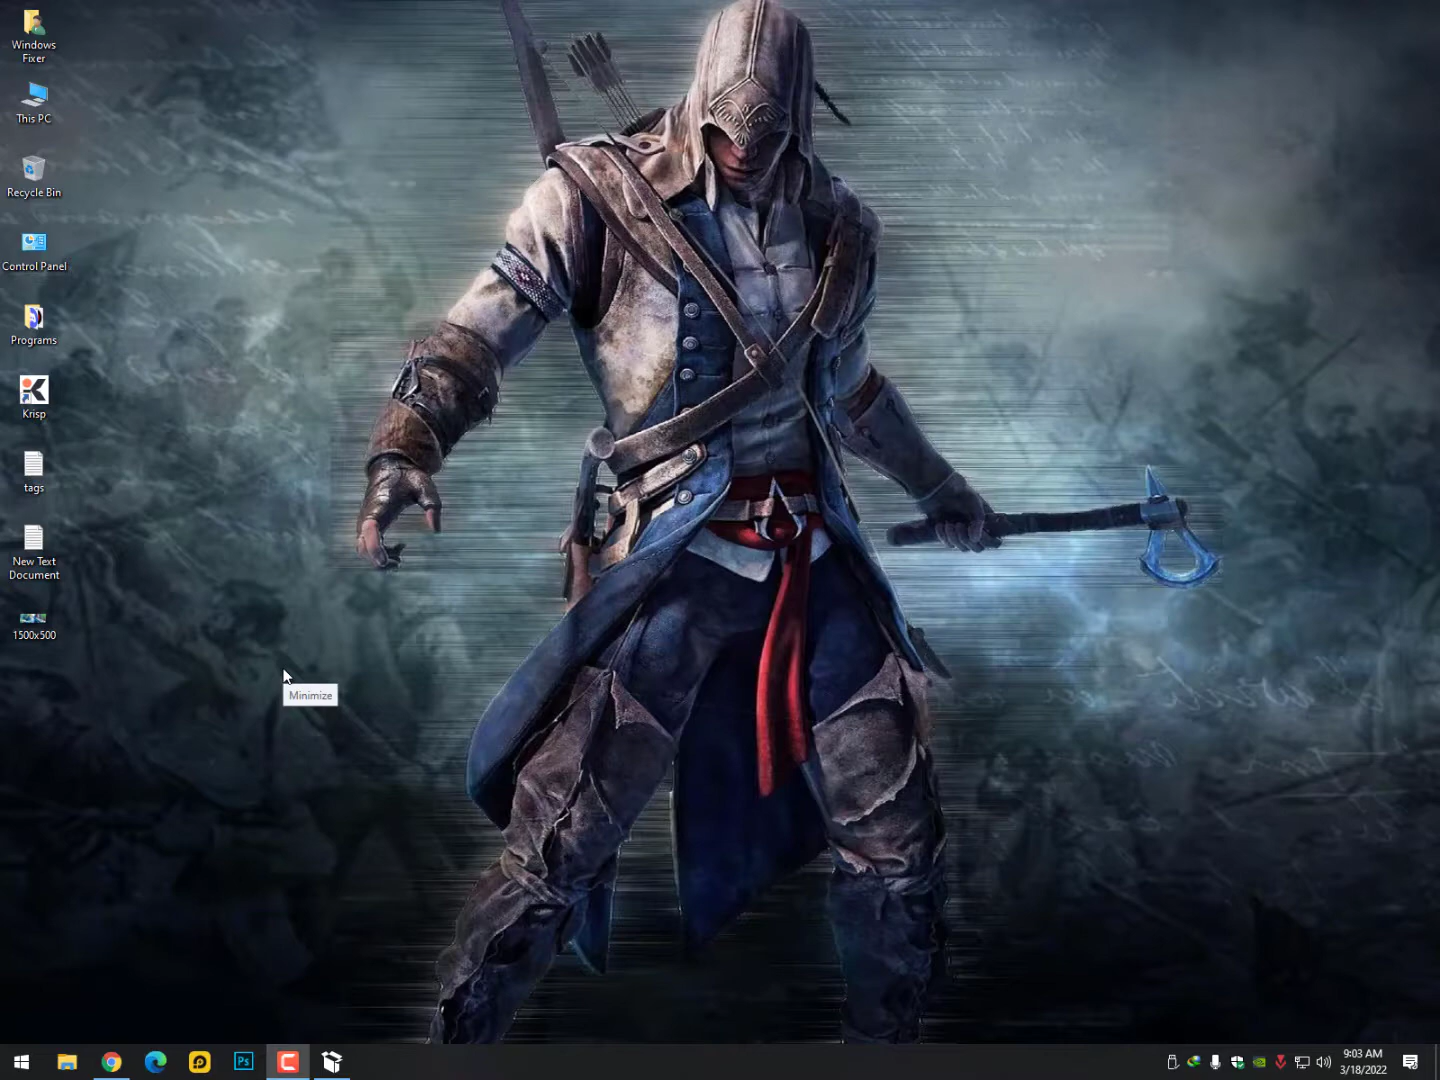 Windows
Fixer
This PC
Recycle Bin
Control Panel
Programs
Krisp
tags
New Text
Document
1500x500
Minimize
Ps
9:03 AM
3/18/2022